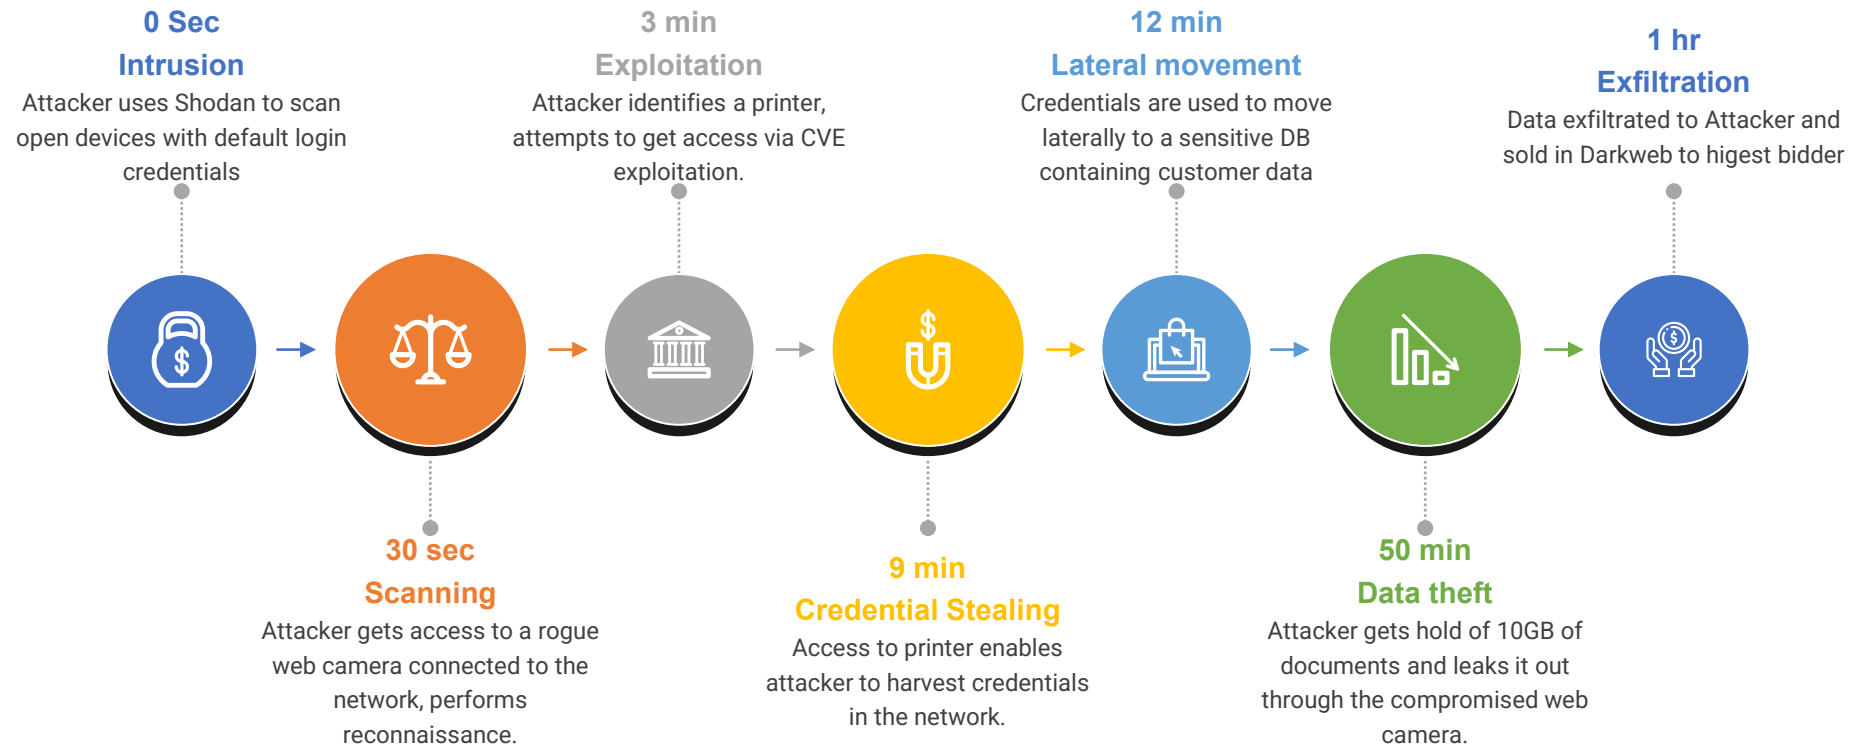 0 Sec
Intrusion
Attacker uses Shodan to scan
open devices with default login
credentials
30 sec
Scanning
Attacker gets access to a rogue
web camera connected to the
network, performs
reconnaissance.
3 min
Exploitation
Attacker identifies a printer,
attempts to get access via CVE
exploitation.
9 min
Credential Stealing
Access to printer enables
attacker to harvest credentials
in the network.
12 min
Lateral movement
Credentials are used to move
laterally to a sensitive DB
containing customer data
50 min
Data theft
Attacker gets hold of 10GB of
documents and leaks it out
through the compromised web
camera.
1 hr
Exfiltration
Data exfiltrated to Attacker and
sold in Darkweb to higest bidder
$
$
$